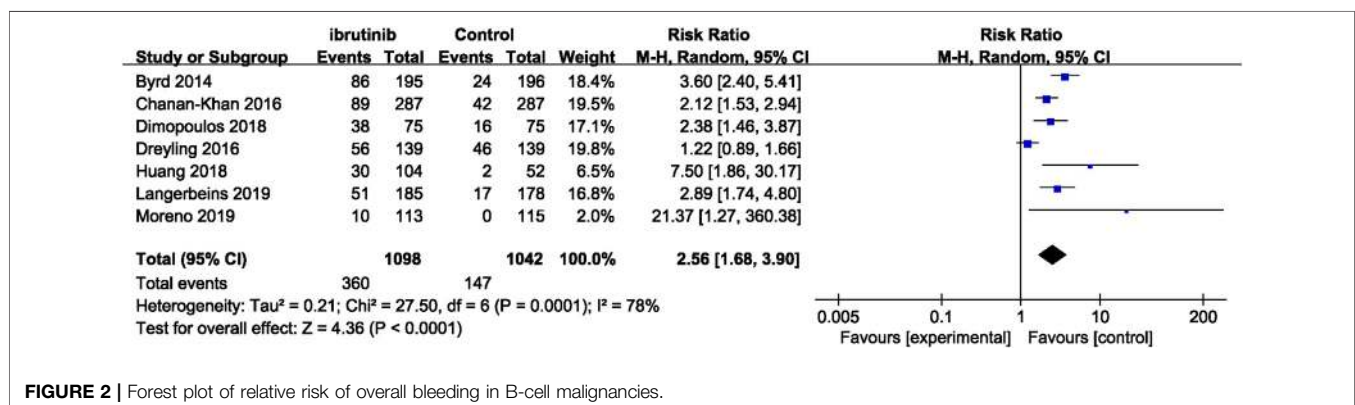 ibrutinib Control Risk Ratio Risk Ratio
Study or Subgroup Events Total Events Total Weight M-H, Random, 95% CI M-H, Random, 95% CI
Byrd 2014 86 195 24 196 18.4% 3.60 [2.40, 5.41]
Chanan-Khan 2016 89 287 42 287 19.5% 2.12 [1.53, 2.94]
Dimopoulos 2018 38 75 16 75 17.1% 2.38 [1.46, 3.87]
Dreyling 2016 56 139 46 139 19.8% 1.22 [0.89, 1.66]
Huang 2018 30 104 2 52 6.5% 7.50 [1.86, 30.17]
Langerbeins 2019 51 185 17 178 16.8% 2.89 [1.74, 4.80]
Moreno 2019 10 113 0 115 2.0% 21.37 [1.27, 360.38]
Total (95% CI) 1098 1042 100.0% 2.56 [1.68, 3.90]
Total events 360 147
Heterogeneity: Tau² = 0.21; Chi² = 27.50, df = 6 (P = 0.0001); I² = 78%
Test for overall effect: Z = 4.36 (P < 0.0001)
0.005 0.1 1 10 200
Favours [experimental] Favours [control]
FIGURE 2 | Forest plot of relative risk of overall bleeding in B-cell malignancies.